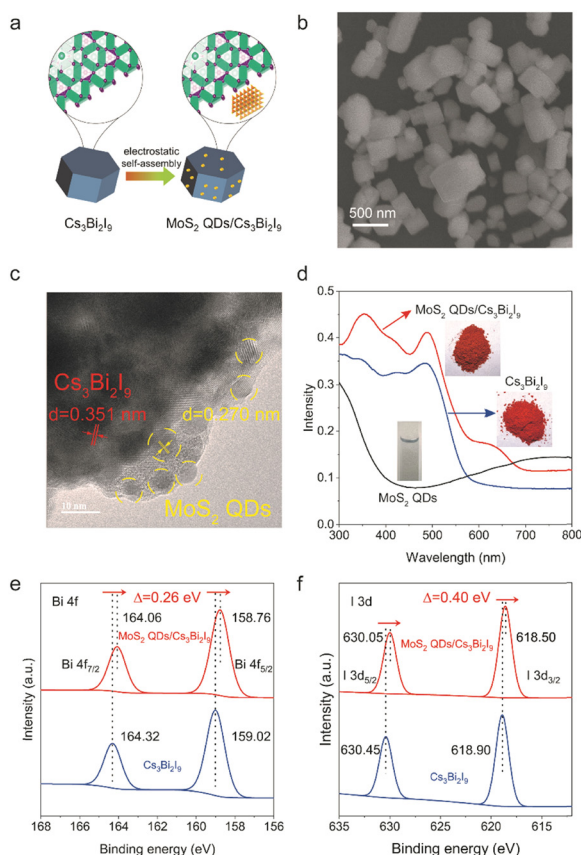 a
electrostatic
self-assembly
Cs₃Bi₂I₉
MoS₂ QDs/Cs₃Bi₂I₉
b
500 nm
c
Cs₃Bi₂I₉
d=0.351 nm
d=0.270 nm
MoS₂ QDs
10 nm
d
0.5
0.4
0.3
0.2
0.1
0.0
Intensity
MoS₂ QDs/Cs₃Bi₂I₉
Cs₃Bi₂I₉
MoS₂ QDs
300 400 500 600 700 800
Wavelength (nm)
e
Bi 4f
Δ=0.26 eV
164.06
158.76
MoS₂ QDs/Cs₃Bi₂I₉
Bi 4f₇/₂
Bi 4f₅/₂
164.32
159.02
Cs₃Bi₂I₉
Intensity (a.u.)
168 166 164 162 160 158 156
Binding energy (eV)
f
I 3d
Δ=0.40 eV
630.05
618.50
MoS₂ QDs/Cs₃Bi₂I₉
I 3d₅/₂
I 3d₃/₂
630.45
618.90
Cs₃Bi₂I₉
Intensity (a.u.)
635 630 625 620 615
Binding energy (eV)